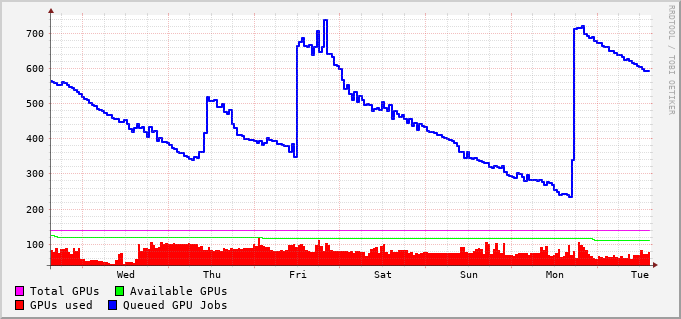 RRDTOOL / TOBI OETIKER
700
600
500
400
300
200
100
Wed Thu Fri Sat Sun Mon Tue
Total GPUs Available GPUs
GPUs used Queued GPU Jobs